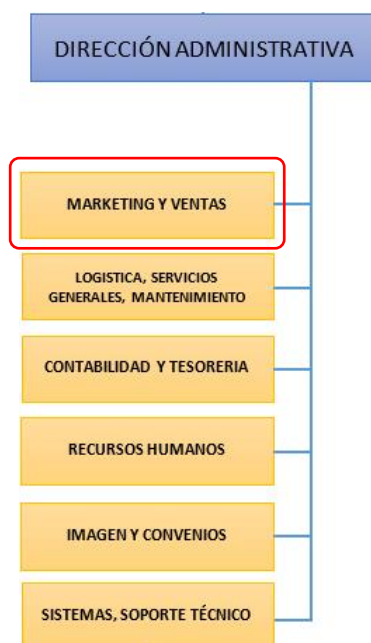 DIRECCIÓN ADMINISTRATIVA
MARKETING Y VENTAS
LOGISTICA, SERVICIOS
GENERALES, MANTENIMIENTO
CONTABILIDAD Y TESORERIA
RECURSOS HUMANOS
IMAGEN Y CONVENIOS
SISTEMAS, SOPORTE TÉCNICO